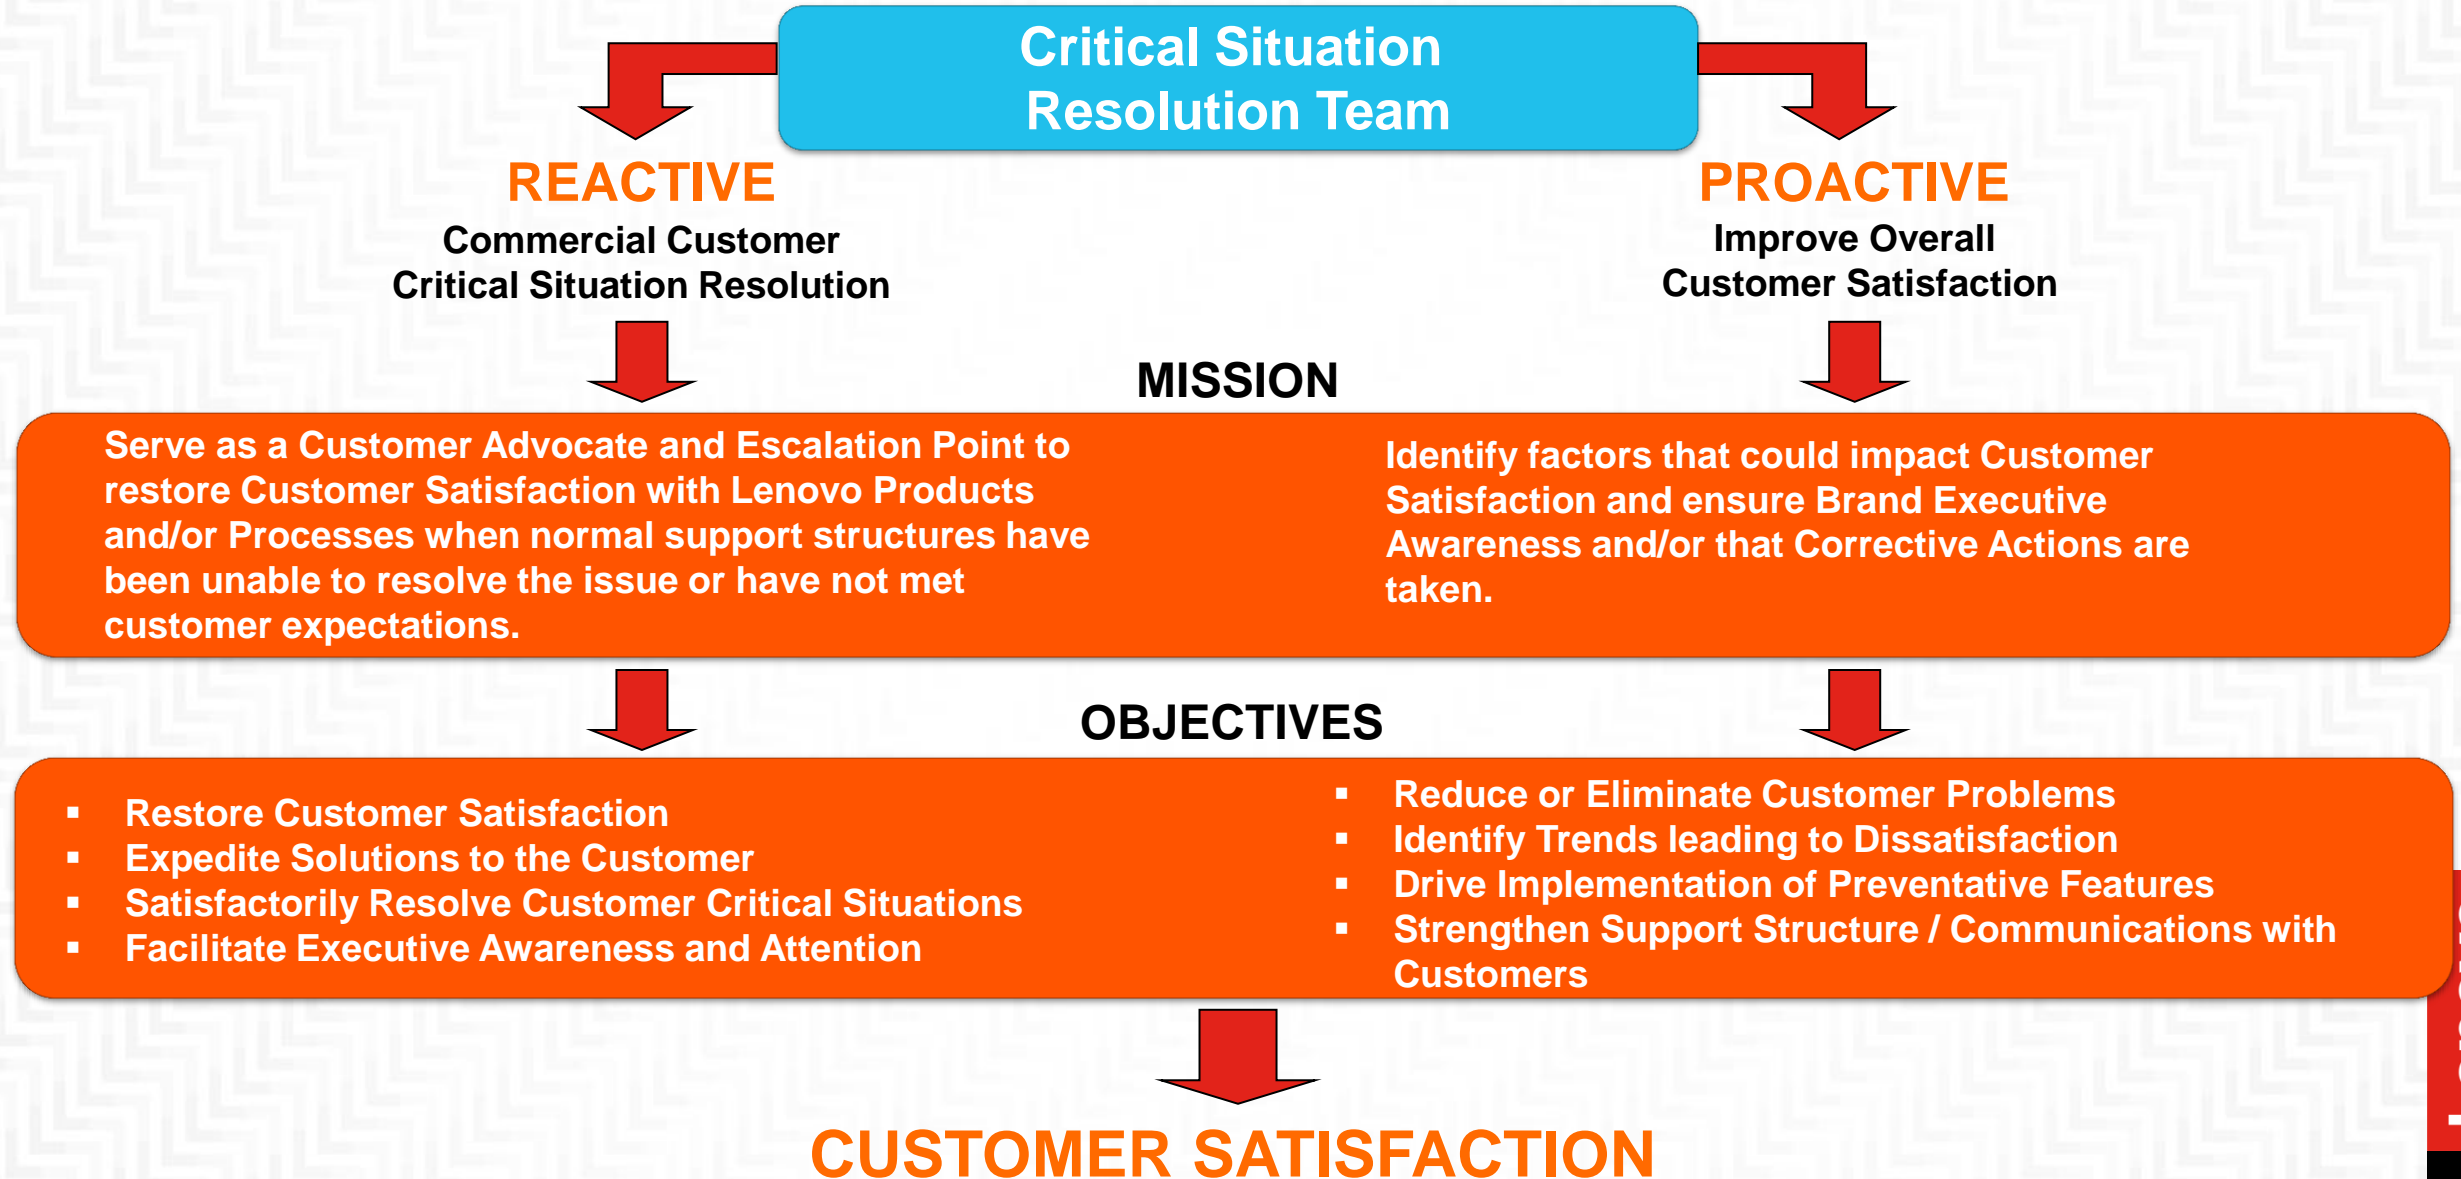 Critical Situation
Resolution Team
REACTIVE
Commercial Customer
Critical Situation Resolution
PROACTIVE
Improve Overall
Customer Satisfaction
MISSION
Serve as a Customer Advocate and Escalation Point to
restore Customer Satisfaction with Lenovo Products
and/or Processes when normal support structures have
been unable to resolve the issue or have not met
customer expectations.
Identify factors that could impact Customer
Satisfaction and ensure Brand Executive
Awareness and/or that Corrective Actions are
taken.
OBJECTIVES
▪ Restore Customer Satisfaction
▪ Expedite Solutions to the Customer
▪ Satisfactorily Resolve Customer Critical Situations
▪ Facilitate Executive Awareness and Attention
▪ Reduce or Eliminate Customer Problems
▪ Identify Trends leading to Dissatisfaction
▪ Drive Implementation of Preventative Features
▪ Strengthen Support Structure / Communications with
Customers
CUSTOMER SATISFACTION